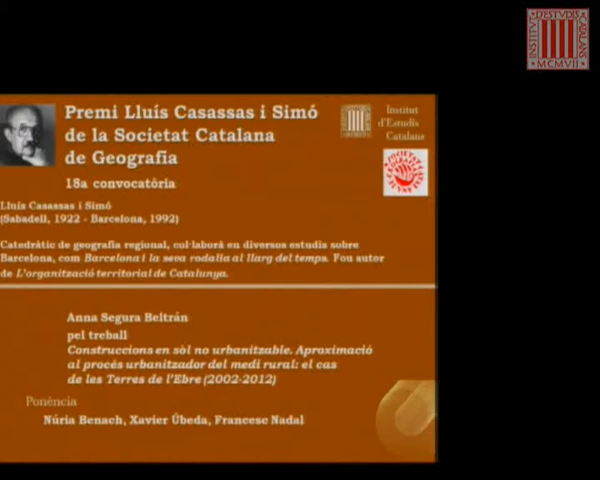 INSTITVT D'ESTVDIS CATALANS
MCMVII
Premi Lluís Casassas i Simó
de la Societat Catalana
de Geografia
18a convocatòria
Institut
d'Estudis
Catalans
Lluís Casassas i Simó
(Sabadell, 1922 - Barcelona, 1992)
Catedràtic de geografia regional, col·laborà en diversos estudis sobre
Barcelona, com Barcelona i la seva rodalia al llarg del temps. Fou autor
de L'organització territorial de Catalunya.
Anna Segura Beltrán
pel treball
Construccions en sòl no urbanitzable. Aproximació
al procés urbanitzador del medi rural: el cas
de les Terres de l'Ebre (2002-2012)
Ponència
Núria Benach, Xavier Úbeda, Francesc Nadal